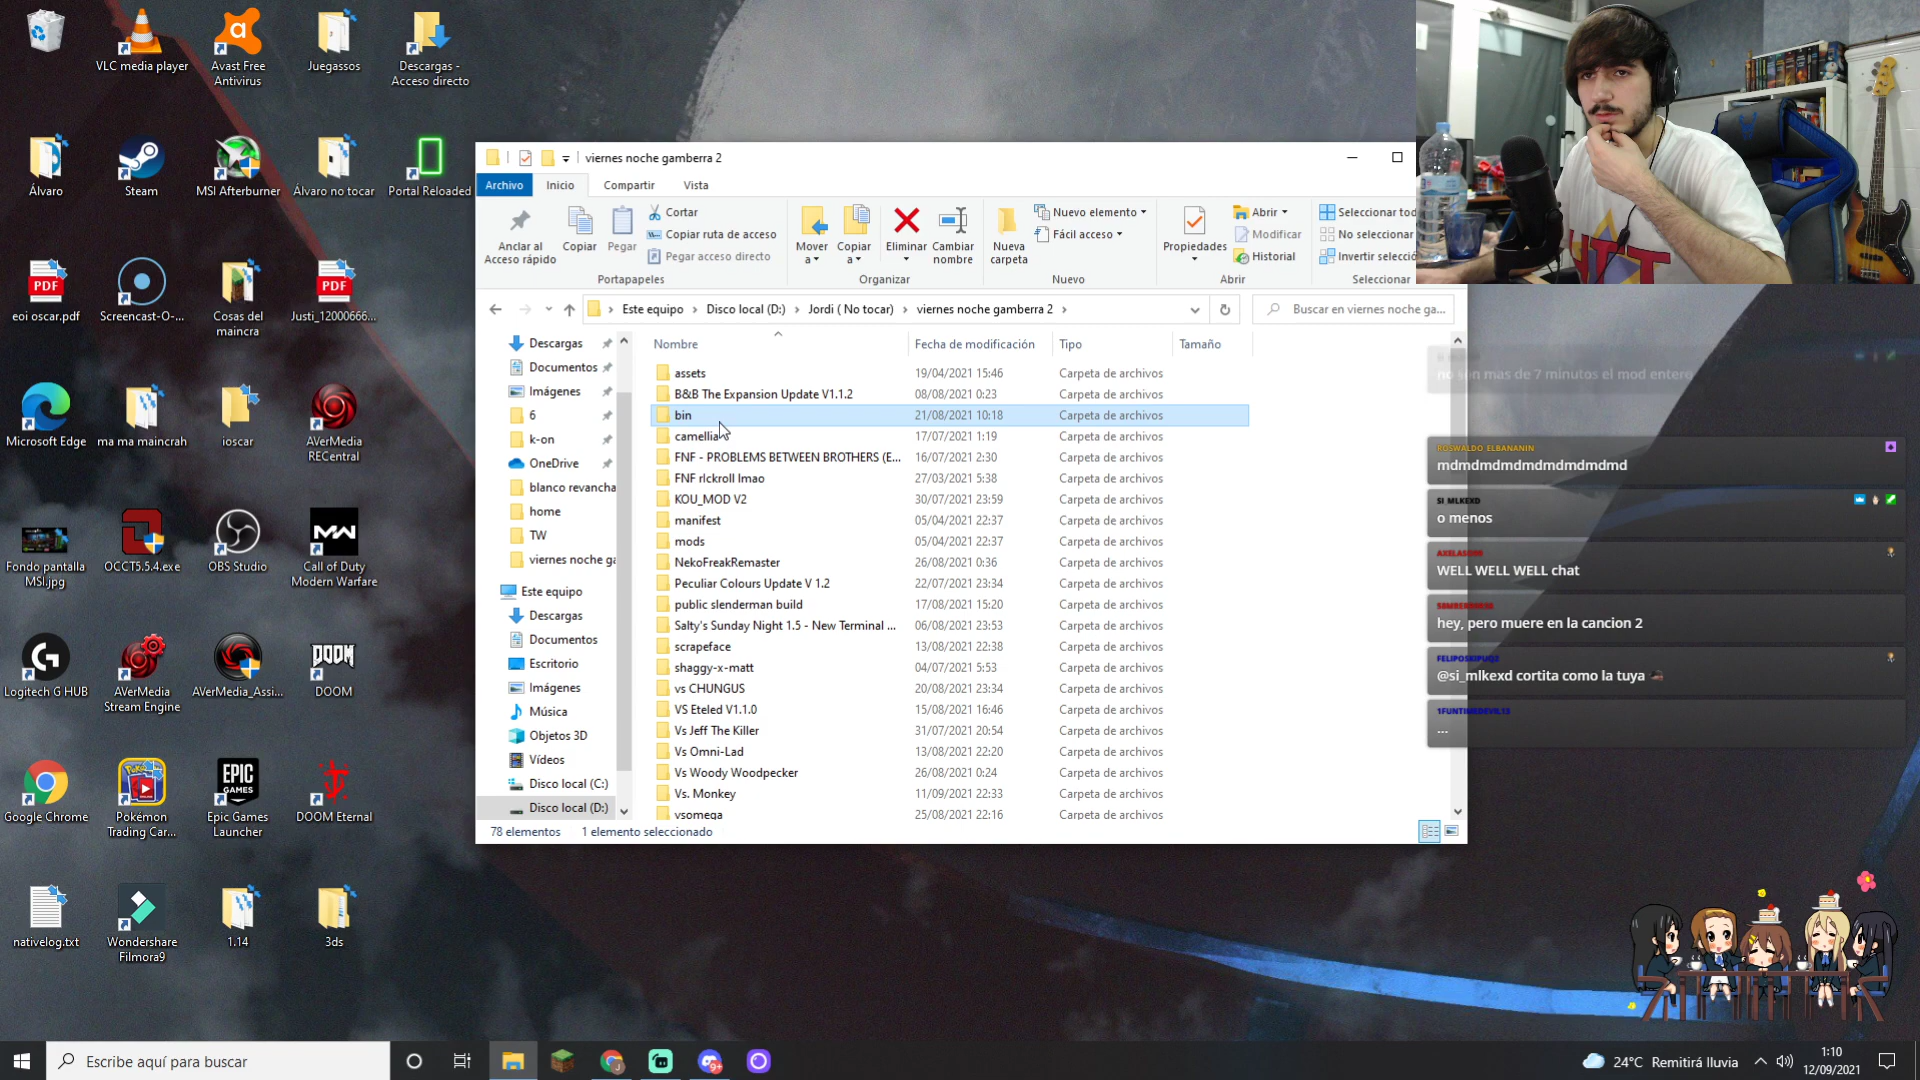 VLC media player
Avast Free
Antivirus
Juegassos
Descargas -
Acceso directo
Álvaro
Steam
MSI Afterburner
Álvaro no tocar
Portal Reloaded
eoi oscar.pdf
Screencast-O-...
Cosas del
maincra
Justi_12000666...
Microsoft Edge
ma ma maincrah
ioscar
AVerMedia
RECentral
Fondo pantalla
MSI.jpg
OCCT5.5.4.exe
OBS Studio
Call of Duty
Modern Warfare
Logitech G HUB
AVerMedia
Stream Engine
AVerMedia_Assi...
DOOM
Google Chrome
Pokémon
Trading Car...
Epic Games
Launcher
DOOM Eternal
nativelog.txt
Wondershare
Filmora9
1.14
3ds
viernes noche gamberra 2
Archivo
Inicio
Compartir
Vista
Anclar al
Acceso rápido
Copiar
Pegar
Cortar
Copiar ruta de acceso
Pegar acceso directo
Portapapeles
Mover
a
Copiar
a
Eliminar
Cambiar
nombre
Organizar
Nueva
carpeta
Nuevo elemento
Fácil acceso
Nuevo
Propiedades
Abrir
Modificar
Historial
Abrir
Seleccionar tod
No seleccionar
Invertir selecció
Seleccionar
Este equipo › Disco local (D:) › Jordi ( No tocar) › viernes noche gamberra 2 ›
Buscar en viernes noche ga...
Descargas
Documentos
Imágenes
6
k-on
OneDrive
blanco revancha
home
TW
viernes noche ga
Este equipo
Descargas
Documentos
Escritorio
Imágenes
Música
Objetos 3D
Vídeos
Disco local (C:)
Disco local (D:)
Nombre Fecha de modificación Tipo Tamaño
assets 19/04/2021 15:46 Carpeta de archivos
B&B The Expansion Update V1.1.2 08/08/2021 0:23 Carpeta de archivos
bin 21/08/2021 10:18 Carpeta de archivos
camellia 17/07/2021 1:19 Carpeta de archivos
FNF - PROBLEMS BETWEEN BROTHERS (E... 16/07/2021 2:30 Carpeta de archivos
FNF rIckroll lmao 27/03/2021 5:38 Carpeta de archivos
KOU_MOD V2 30/07/2021 23:59 Carpeta de archivos
manifest 05/04/2021 22:37 Carpeta de archivos
mods 05/04/2021 22:37 Carpeta de archivos
NekoFreakRemaster 26/08/2021 0:36 Carpeta de archivos
Peculiar Colours Update V 1.2 22/07/2021 23:34 Carpeta de archivos
public slenderman build 17/08/2021 15:20 Carpeta de archivos
Salty's Sunday Night 1.5 - New Terminal ... 06/08/2021 23:53 Carpeta de archivos
scrapeface 13/08/2021 22:38 Carpeta de archivos
shaggy-x-matt 04/07/2021 5:53 Carpeta de archivos
vs CHUNGUS 20/08/2021 23:34 Carpeta de archivos
VS Eteled V1.1.0 15/08/2021 16:46 Carpeta de archivos
Vs Jeff The Killer 31/07/2021 20:54 Carpeta de archivos
Vs Omni-Lad 13/08/2021 22:20 Carpeta de archivos
Vs Woody Woodpecker 26/08/2021 0:24 Carpeta de archivos
Vs. Monkey 11/09/2021 22:33 Carpeta de archivos
vsomega 25/08/2021 22:16 Carpeta de archivos
78 elementos 1 elemento seleccionado
no son mas de 7 minutos el mod entero
ROSWALDO ELBANANIN
mdmdmdmdmdmdmdmdmd
SI_MLKEXD
o menos
WELL WELL WELL chat
hey, pero muere en la cancion 2
@si_mlkexd cortita como la tuya
1FUNTIMEDEVIL13
...
Escribe aquí para buscar
24°C Remitirá lluvia
1:10
12/09/2021